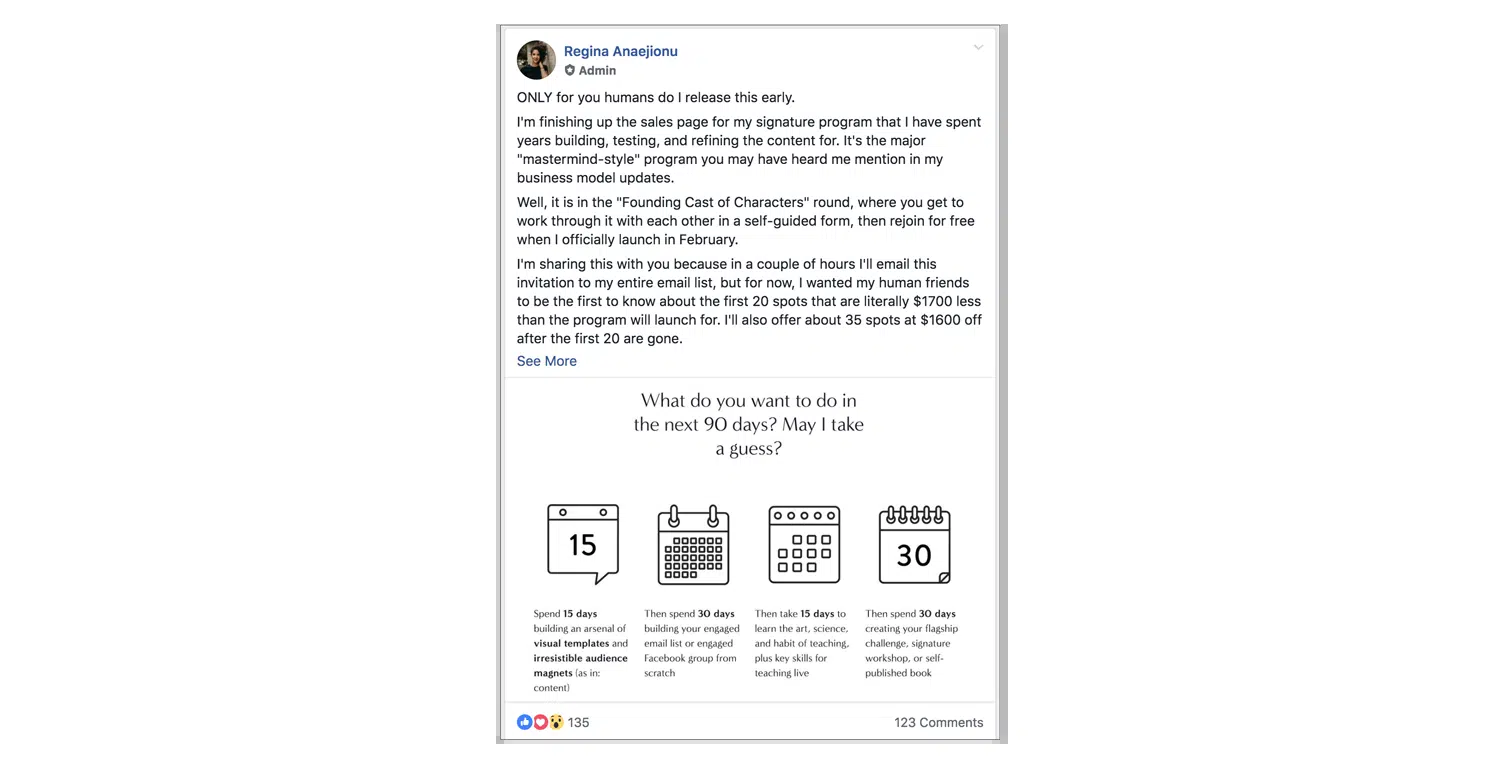 Regina Anaejionu
Admin
ONLY for you humans do I release this early.
I'm finishing up the sales page for my signature program that I have spent
years building, testing, and refining the content for. It's the major
"mastermind-style" program you may have heard me mention in my
business model updates.
Well, it is in the "Founding Cast of Characters" round, where you get to
work through it with each other in a self-guided form, then rejoin for free
when I officially launch in February.
I'm sharing this with you because in a couple of hours I'll email this
invitation to my entire email list, but for now, I wanted my human friends
to be the first to know about the first 20 spots that are literally $1700 less
than the program will launch for. I'll also offer about 35 spots at $1600 off
after the first 20 are gone.
See More
What do you want to do in
the next 90 days? May I take
a guess?
15
30
Spend 15 days
building an arsenal of
visual templates and
irresistible audience
magnets (as in:
content)
Then spend 30 days
building your engaged
email list or engaged
Facebook group from
scratch
Then take 15 days to
learn the art, science,
and habit of teaching,
plus key skills for
teaching live
Then spend 30 days
creating your flagship
challenge, signature
workshop, or self-
published book
135
123 Comments